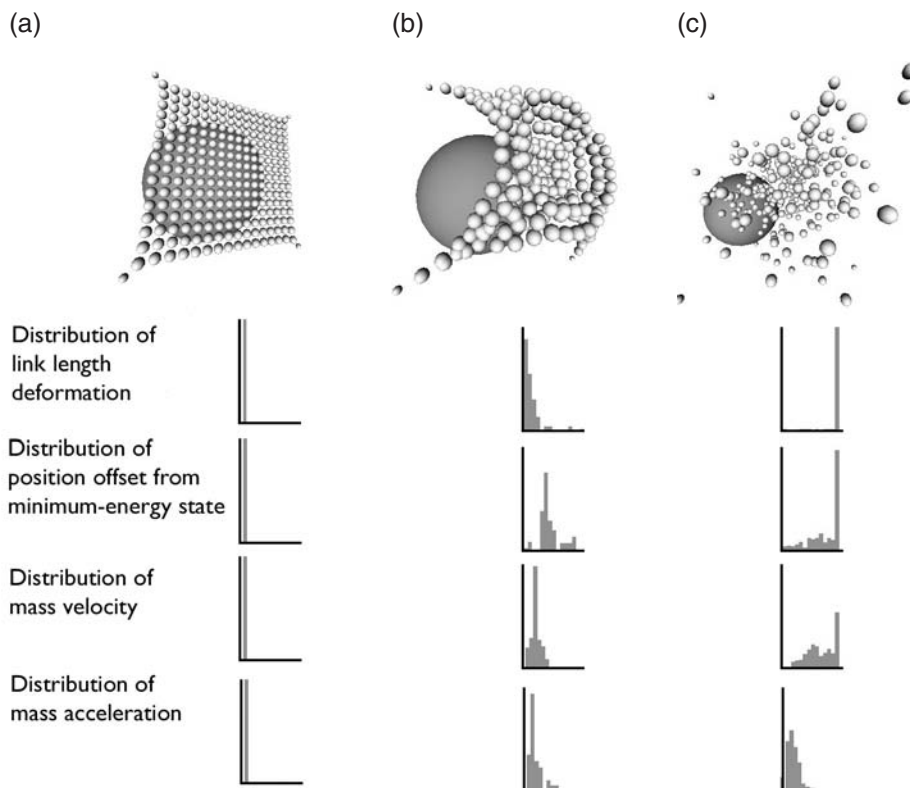 (a)
(b)
(c)
Distribution of
link length
deformation
Distribution of
position offset from
minimum-energy state
Distribution of
mass velocity
Distribution of
mass acceleration